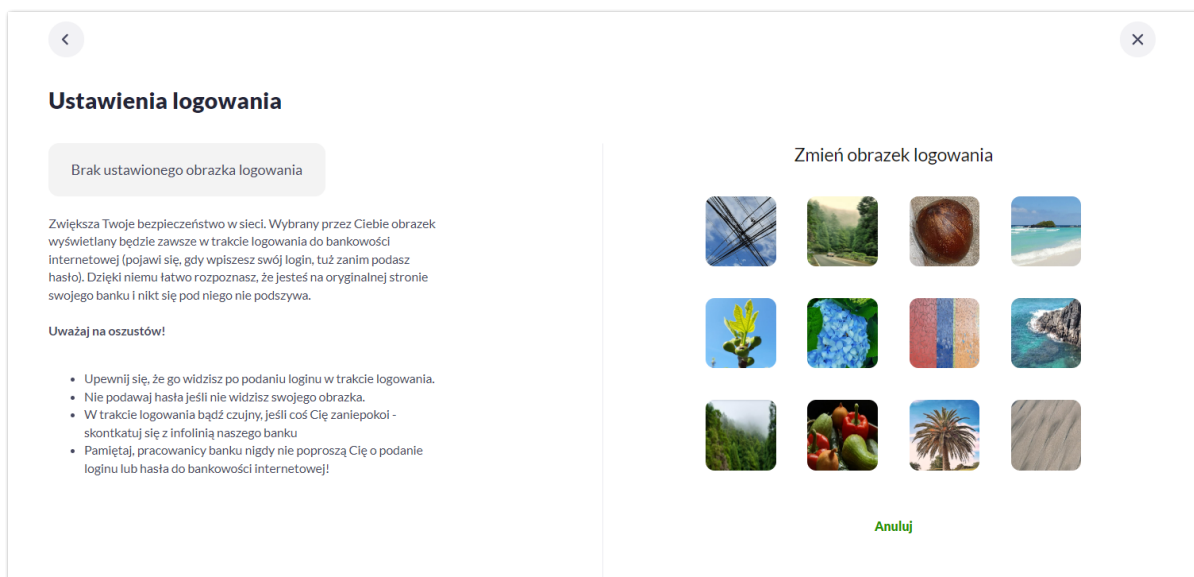 Ustawienia logowania
Brak ustawionego obrazka logowania
Zwiększa Twoje bezpieczeństwo w sieci. Wybrany przez Ciebie obrazek
wyświetlany będzie zawsze w trakcie logowania do bankowości
internetowej (pojawi się, gdy wpiszesz swój login, tuż zanim podasz
hasło). Dzięki niemu łatwo rozpoznasz, że jesteś na oryginalnej stronie
swojego banku i nikt się pod niego nie podszywa.
Uważaj na oszustów!
• Upewnij się, że go widzisz po podaniu loginu w trakcie logowania.
• Nie podawaj hasła jeśli nie widzisz swojego obrazka.
• W trakcie logowania bądź czujny, jeśli coś Cię zaniepokoi -
skontkatuj się z infolinią naszego banku
• Pamiętaj, pracownicy banku nigdy nie poproszą Cię o podanie
loginu lub hasła do bankowości internetowej!
Zmień obrazek logowania
Anuluj